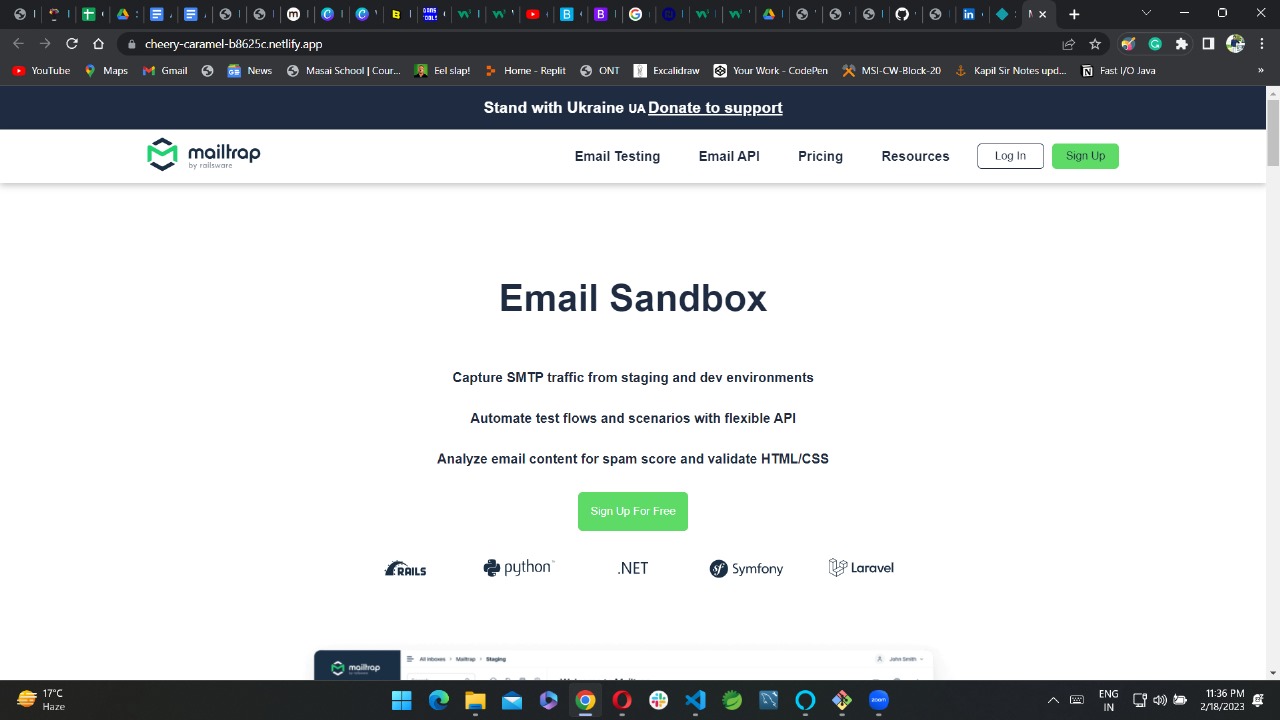 cheery-caramel-b8625c.netlify.app
YouTube Maps Gmail News Masai School | Cour... Eel slap! Home - Replit ONT Excalidraw Your Work - CodePen MSI-CW-Block-20 Kapil Sir Notes upd... Fast I/O Java »
Stand with Ukraine UA Donate to support
mailtrap
by railsware
Email Testing Email API Pricing Resources Log In Sign Up
Email Sandbox
Capture SMTP traffic from staging and dev environments
Automate test flows and scenarios with flexible API
Analyze email content for spam score and validate HTML/CSS
Sign Up For Free
RAILS python .NET sf Symfony Laravel
mailtrap All Inboxes > Mailtrap > Staging John Smith
17°C
Haze
zoom
ENG
IN
11:36 PM
2/18/2023